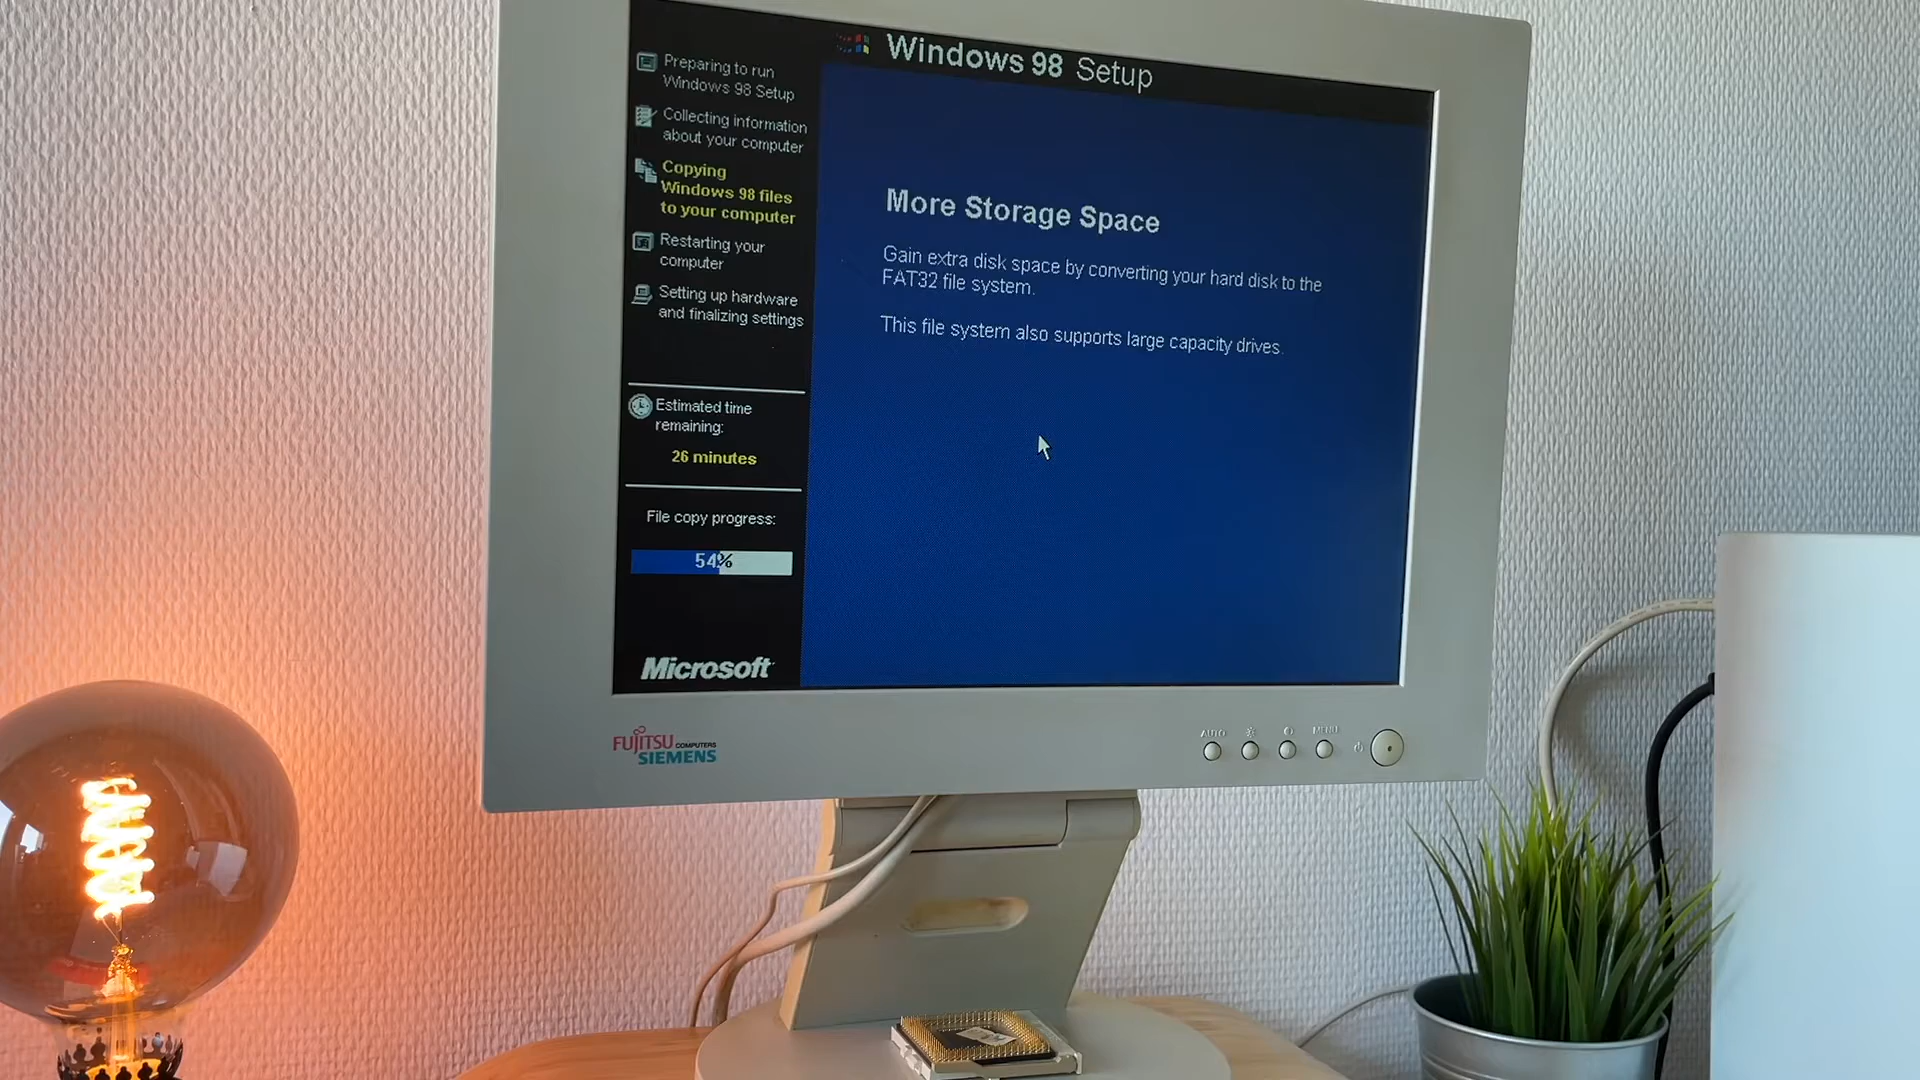 Windows 98 Setup
Preparing to run
Windows 98 Setup
Collecting information
about your computer
Copying
Windows 98 files
to your computer
Restarting your
computer
Setting up hardware
and finalizing settings
Estimated time
remaining:
26 minutes
File copy progress:
54%
Microsoft
More Storage Space
Gain extra disk space by converting your hard disk to the
FAT32 file system.
This file system also supports large capacity drives.
FUJITSU COMPUTERS
SIEMENS
AUTO
MENU